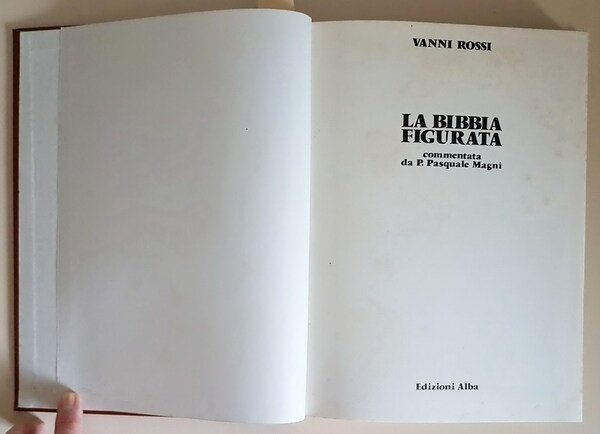 VANNI ROSSI
LA BIBBIA
FIGURATA
commentata
da P. Pasquale Magni
Edizioni Alba